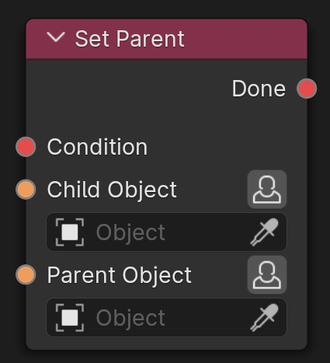 Set Parent
Done
Condition
Child Object
Object
Parent Object
Object